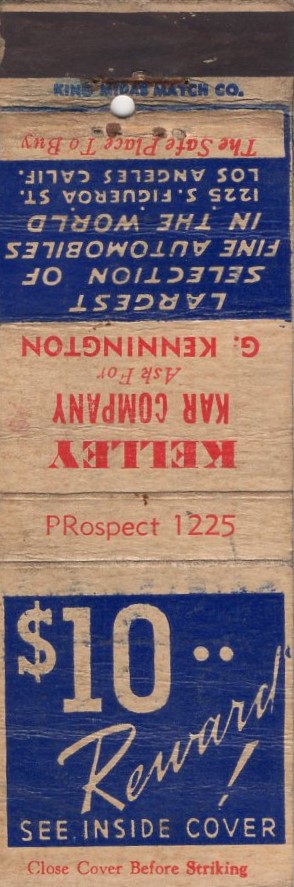 KING MIDAS MATCH CO.
KELLEY
KAR COMPANY
Ask For
G. KENNINGTON
LARGEST
SELECTION OF
FINE AUTOMOBILES
IN THE WORLD
1225 S. FIGUEROA ST.
LOS ANGELES CALIF.
The Safe Place To Buy
PRospect 1225
$10..
Reward!
SEE INSIDE COVER
Close Cover Before Striking